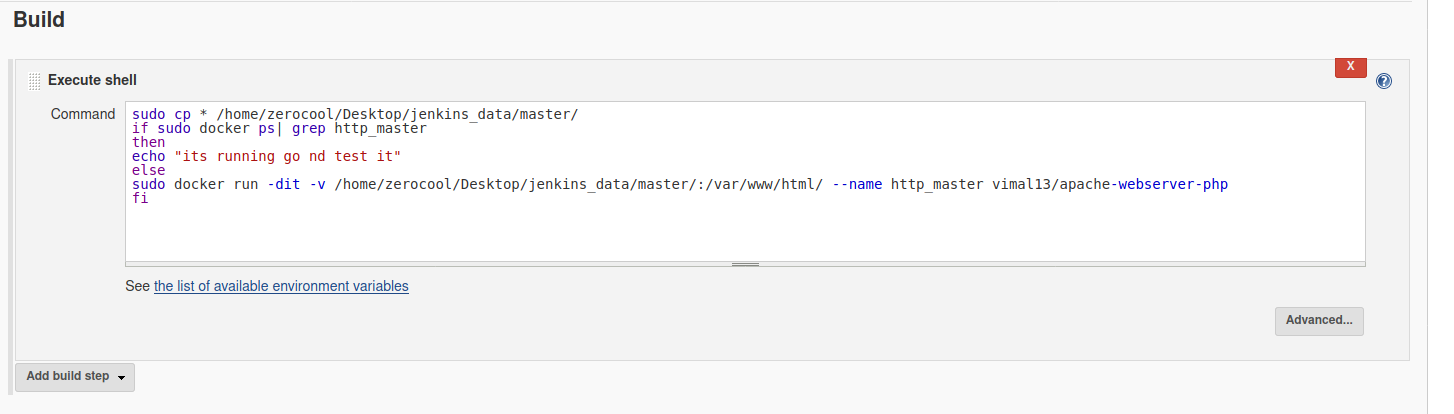 Build
Execute shell
X
?
Command
sudo cp * /home/zerocool/Desktop/jenkins_data/master/
if sudo docker ps| grep http_master
then
echo "its running go nd test it"
else
sudo docker run -dit -v /home/zerocool/Desktop/jenkins_data/master/:/var/www/html/ --name http_master vimal13/apache-webserver-php
fi
See the list of available environment variables
Advanced...
Add build step